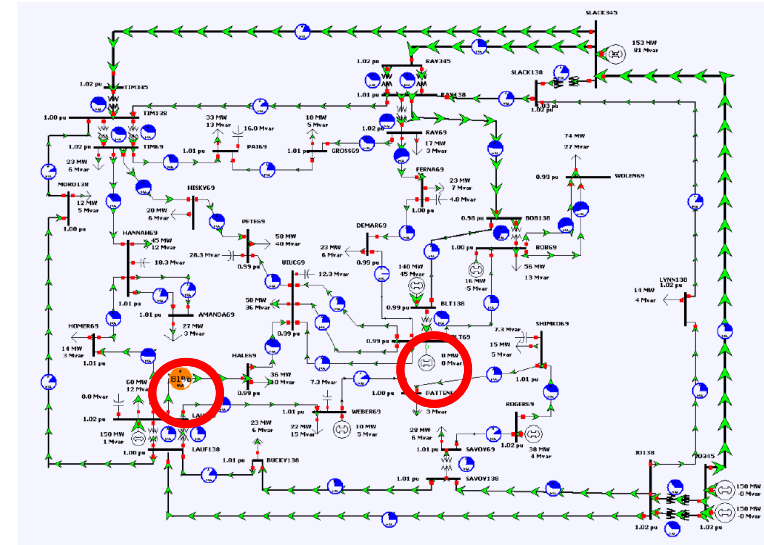 SLACK345
153 MW
81 Mvar
1.02 pu
RAY345
SLACK138
TIM345
1.01 pu
RAY138
1.02 pu
1.00 pu
TIM138
33 MW
13 Mvar
16.0 Mvar
18 MW
5 Mvar
1.02 pu
RAY69
17 MW
3 Mvar
74 MW
27 Mvar
1.02 pu
TIM69
1.01 pu
PAI69
1.01 pu
GROSS69
23 MW
6 Mvar
FERNA69
23 MW
7 Mvar
4.8 Mvar
0.99 pu
WOLEN69
MORO138
12 MW
5 Mvar
HISKY69
20 MW
6 Mvar
1.00 pu
1.00 pu
PETE69
DEMAR69
0.98 pu
BOB138
HANNAH69
45 MW
12 Mvar
58 MW
40 Mvar
28.3 Mvar
23 MW
6 Mvar
1.00 pu
BOB69
18.3 Mvar
0.99 pu
UIUC69
12.8 Mvar
0.99 pu
140 MW
45 Mvar
16 MW
-5 Mvar
56 MW
13 Mvar
LYNN138
1.02 pu
14 MW
4 Mvar
1.01 pu
AMANDA69
58 MW
36 Mvar
0.99 pu
BLT138
HOMER69
27 MW
3 Mvar
0.99 pu
7.3 Mvar
SHIMKO69
15 MW
5 Mvar
14 MW
3 Mvar
1.01 pu
HALE69
0 MW
0 Mvar
60 MW
12 Mvar
81%
36 MW
0.99 pu
7.3 Mvar
1.00 pu
1.01 pu
0.0 Mvar
3 Mvar
ROGER69
1.02 pu
1.01 pu
WEBER69
150 MW
1 Mvar
23 MW
6 Mvar
22 MW
15 Mvar
10 MW
5 Mvar
28 MW
6 Mvar
1.02 pu
38 MW
4 Mvar
1.00 pu
LAUF138
1.01 pu
BUCKY138
1.01 pu
SAVOY69
JO138
JO345
1.01 pu
SAVOY138
150 MW
-0 Mvar
150 MW
-0 Mvar
1.02 pu
1.02 pu